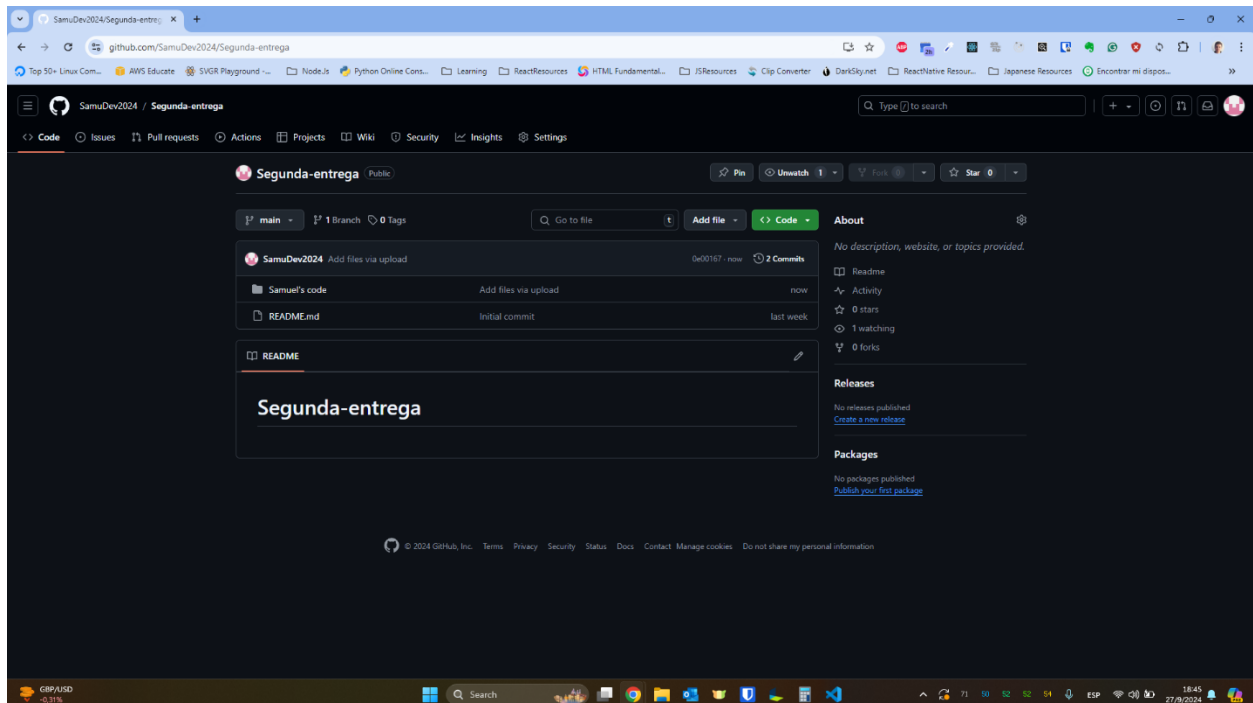 SamuDev2024/Segunda-entreg
github.com/SamuDev2024/Segunda-entrega
Top 50+ Linux Com... AWS Educate SVGR Playground -... Node.Js Python Online Cons... Learning ReactResources HTML Fundamental... JSResources Clip Converter DarkSky.net ReactNative Resour... Japanese Resources Encontrar mi dispos...
SamuDev2024 / Segunda-entrega
Type / to search
Code Issues Pull requests Actions Projects Wiki Security Insights Settings
Segunda-entrega Public
Pin Unwatch 1 Fork 0 Star 0
main 1 Branch 0 Tags Go to file t Add file Code
SamuDev2024 Add files via upload 0e00167 · now 2 Commits
Samuel's code Add files via upload now
README.md Initial commit last week
README
Segunda-entrega
About
No description, website, or topics provided.
Readme
Activity
0 stars
1 watching
0 forks
Releases
No releases published
Create a new release
Packages
No packages published
Publish your first package
© 2024 GitHub, Inc. Terms Privacy Security Status Docs Contact Manage cookies Do not share my personal information
GBP/USD
-0,31%
Search
71 50 52 52 54 ESP
18:45
27/9/2024